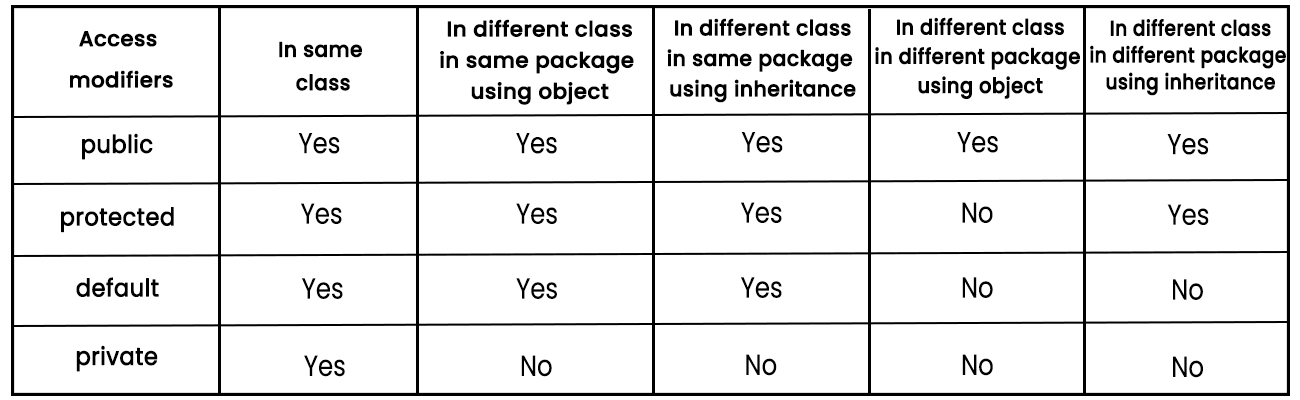 Access
modifiers
In same
class
In different class
in same package
using object
In different class
in same package
using inheritance
In different class
in different package
using object
In different class
in different package
using inheritance
public Yes Yes Yes Yes Yes
protected Yes Yes Yes No Yes
default Yes Yes Yes No No
private Yes No No No No